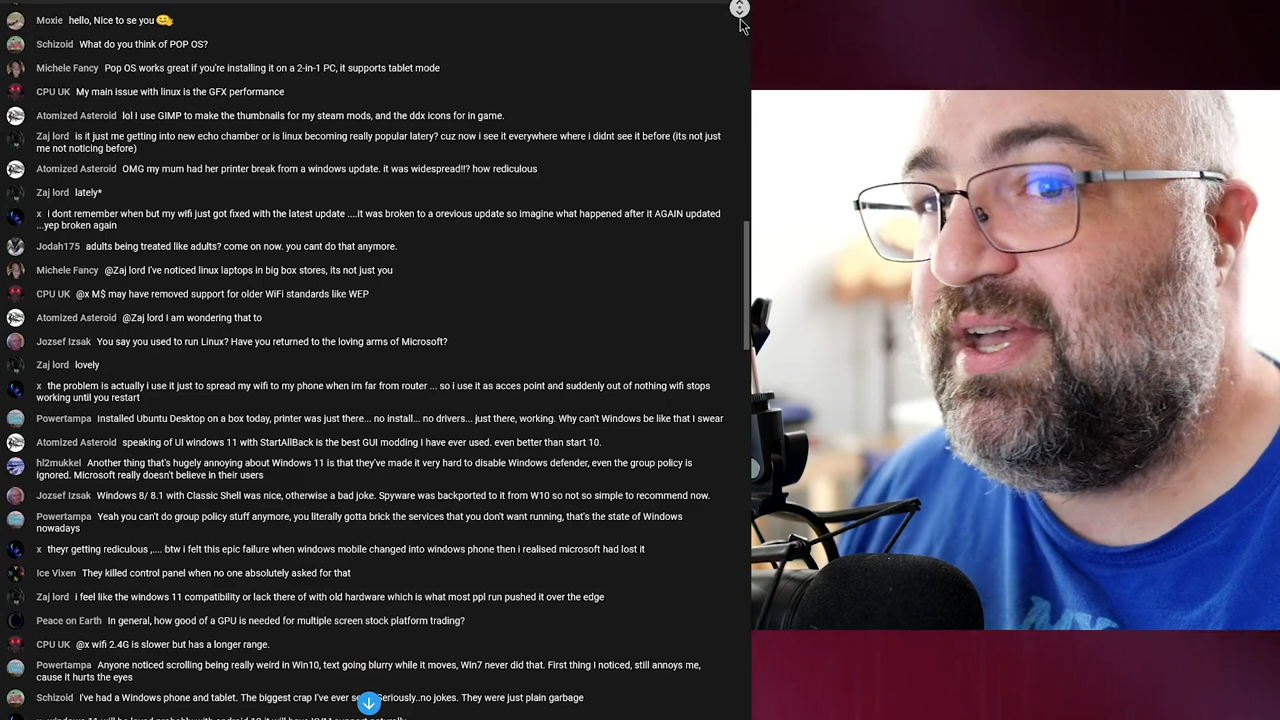 Moxie hello, Nice to se you
Schizoid What do you think of POP OS?
Michele Fancy Pop OS works great if you're installing it on a 2-in-1 PC, it supports tablet mode
CPU UK My main issue with linux is the GFX performance
Atomized Asteroid lol I use GIMP to make the thumbnails for my steam mods, and the ddx icons for in game.
Zaj lord is it just me getting into new echo chamber or is linux becoming really popular latery? cuz now i see it everywhere where i didnt see it before (its not just
me not noticing before)
Atomized Asteroid OMG my mum had her printer break from a windows update. it was widespread!!? how rediculous
Zaj lord lately*
x i dont remember when but my wifi just got fixed with the latest update ....it was broken to a orevious update so imagine what happened after it AGAIN updated
...yep broken again
Jodah175 adults being treated like adults? come on now. you cant do that anymore.
Michele Fancy @Zaj lord I've noticed linux laptops in big box stores, its not just you
CPU UK @x M$ may have removed support for older WiFi standards like WEP
Atomized Asteroid @Zaj lord I am wondering that to
Jozsef Izsak You say you used to run Linux? Have you returned to the loving arms of Microsoft?
Zaj lord lovely
x the problem is actually i use it just to spread my wifi to my phone when im far from router ... so i use it as acces point and suddenly out of nothing wifi stops
working until you restart
Powertampa Installed Ubuntu Desktop on a box today, printer was just there... no install... no drivers... just there, working. Why can't Windows be like that I swear
Atomized Asteroid speaking of UI windows 11 with StartAllBack is the best GUI modding I have ever used. even better than start 10.
hl2mukkel Another thing that's hugely annoying about Windows 11 is that they've made it very hard to disable Windows defender, even the group policy is
ignored. Microsoft really doesn't believe in their users
Jozsef Izsak Windows 8/ 8.1 with Classic Shell was nice, otherwise a bad joke. Spyware was backported to it from W10 so not so simple to recommend now.
Powertampa Yeah you can't do group policy stuff anymore, you literally gotta brick the services that you don't want running, that's the state of Windows
nowadays
x theyr getting rediculous ,.... btw i felt this epic failure when windows mobile changed into windows phone then i realised microsoft had lost it
Ice Vixen They killed control panel when no one absolutely asked for that
Zaj lord i feel like the windows 11 compatibility or lack there of with old hardware which is what most ppl run pushed it over the edge
Peace on Earth In general, how good of a GPU is needed for multiple screen stock platform trading?
CPU UK @x wifi 2.4G is slower but has a longer range.
Powertampa Anyone noticed scrolling being really weird in Win10, text going blurry while it moves, Win7 never did that. First thing I noticed, still annoys me,
cause it hurts the eyes
Schizoid I've had a Windows phone and tablet. The biggest crap I've ever Seriously..no jokes. They were just plain garbage